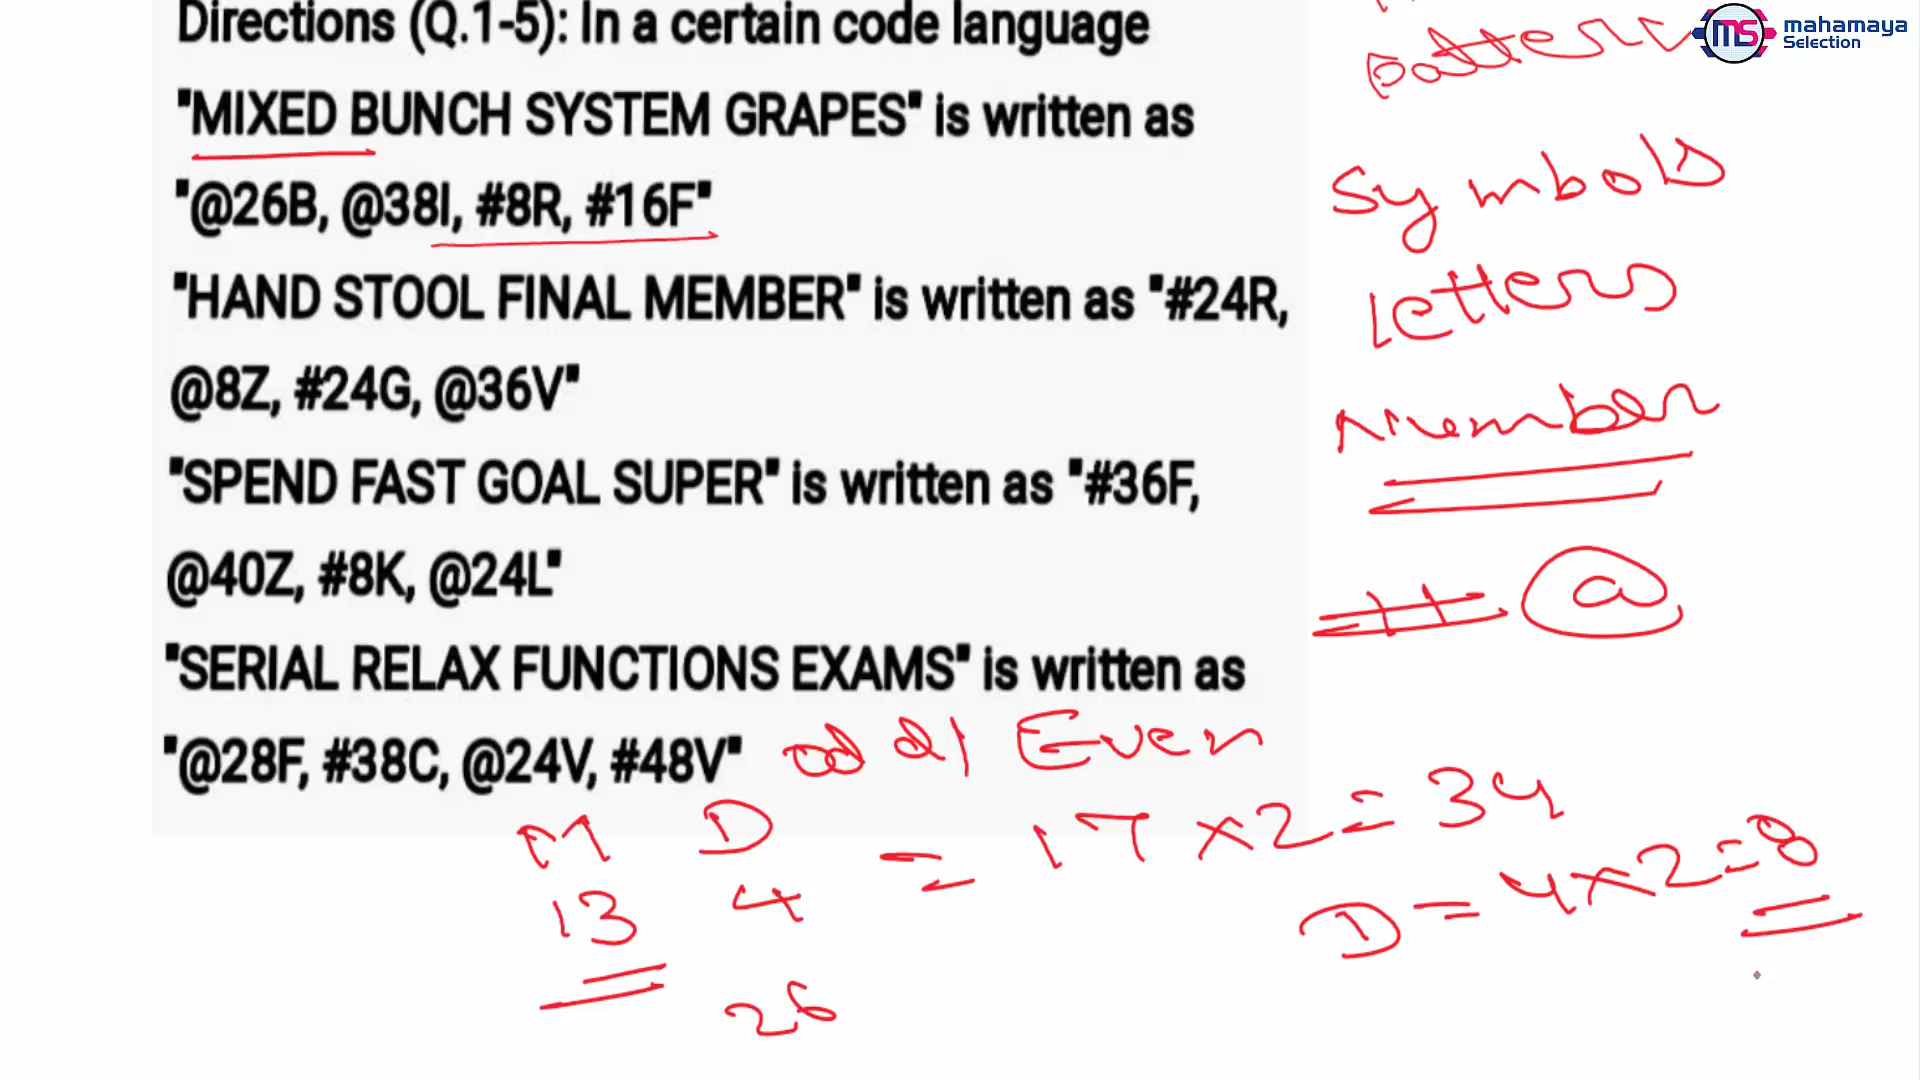 Directions (Q.1-5): In a certain code language
"MIXED BUNCH SYSTEM GRAPES" is written as
"@26B, @38I, #8R, #16F"
"HAND STOOL FINAL MEMBER" is written as "#24R,
@8Z, #24G, @36V"
"SPEND FAST GOAL SUPER" is written as "#36F,
@40Z, #8K, @24L"
"SERIAL RELAX FUNCTIONS EXAMS" is written as
"@28F, #38C, @24V, #48V"
odd/ Even
M D = 17 x 2 = 34
13 4
26
D = 4 x 2 = 8
Pattern
Symbols
Letters
Number
# @
mahamaya
Selection
MS